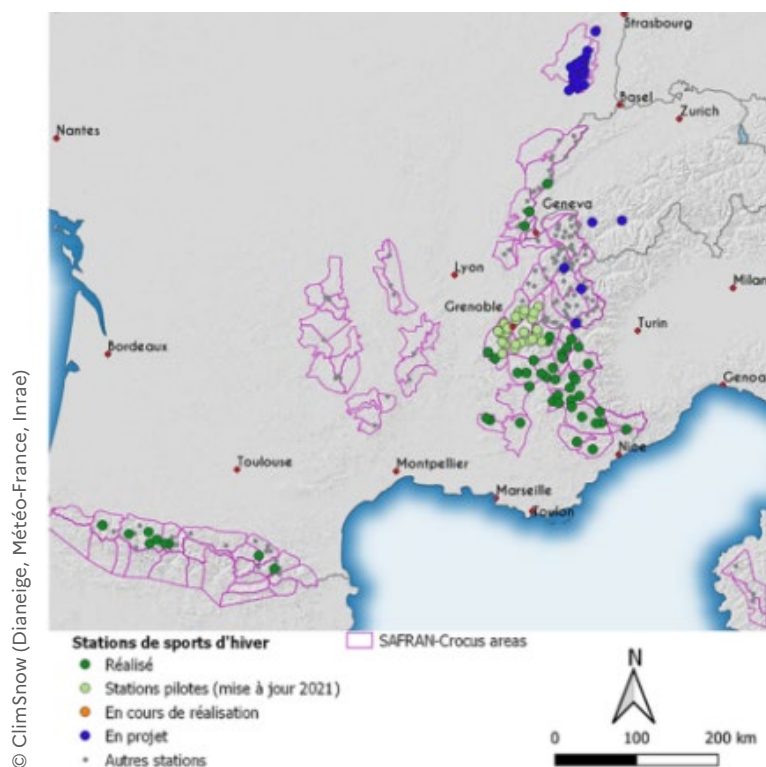 Strasbourg
Basel
Zurich
Nantes
Geneva
Lyon
Milan
Grenoble
Turin
Bordeaux
Genoa
Nice
Toulouse
Montpellier
Marseille
Toulon
© ClimSnow (Dianeige, Météo-France, Inrae)
Stations de sports d'hiver
SAFRAN-Crocus areas
Réalisé
Stations pilotes (mise à jour 2021)
En cours de réalisation
En projet
Autres stations
N
0 100 200 km